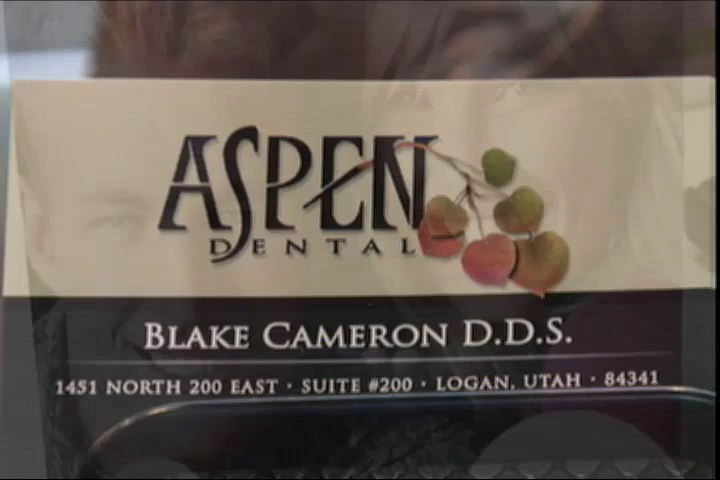 ASPEN
DENTAL
BLAKE CAMERON D.D.S.
1451 NORTH 200 EAST · SUITE #200 · LOGAN, UTAH · 84341